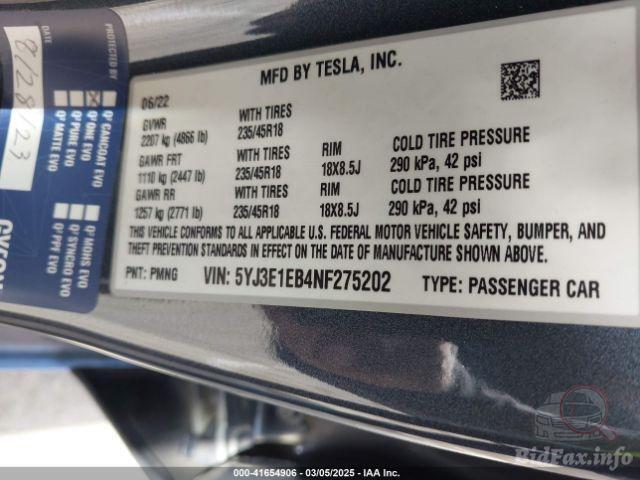 MFD BY TESLA, INC.
06/22
GVWR WITH TIRES
2207 kg (4866 lb) 235/45R18
GAWR FRT WITH TIRES RIM COLD TIRE PRESSURE
1110 kg (2447 lb) 235/45R18 18X8.5J 290 kPa, 42 psi
GAWR RR WITH TIRES RIM COLD TIRE PRESSURE
1257 kg (2771 lb) 235/45R18 18X8.5J 290 kPa, 42 psi
THIS VEHICLE CONFORMS TO ALL APPLICABLE U.S. FEDERAL MOTOR VEHICLE SAFETY, BUMPER, AND
THEFT PREVENTION STANDARDS IN EFFECT ON THE DATE OF MANUFACTURE SHOWN ABOVE.
PNT: PMNG VIN: 5YJ3E1EB4NF275202 TYPE: PASSENGER CAR
PROTECTED BY
DATE
8/28/23
Q² CANCOAT EVO
Q² ONE EVO
Q² PURE EVO
Q² MATTE EVO
Q² MOHS EVO
Q² SYNCRO EVO
Q² PPF EVO
BidFax.info
000-41654906 - 03/05/2025 - IAA Inc.